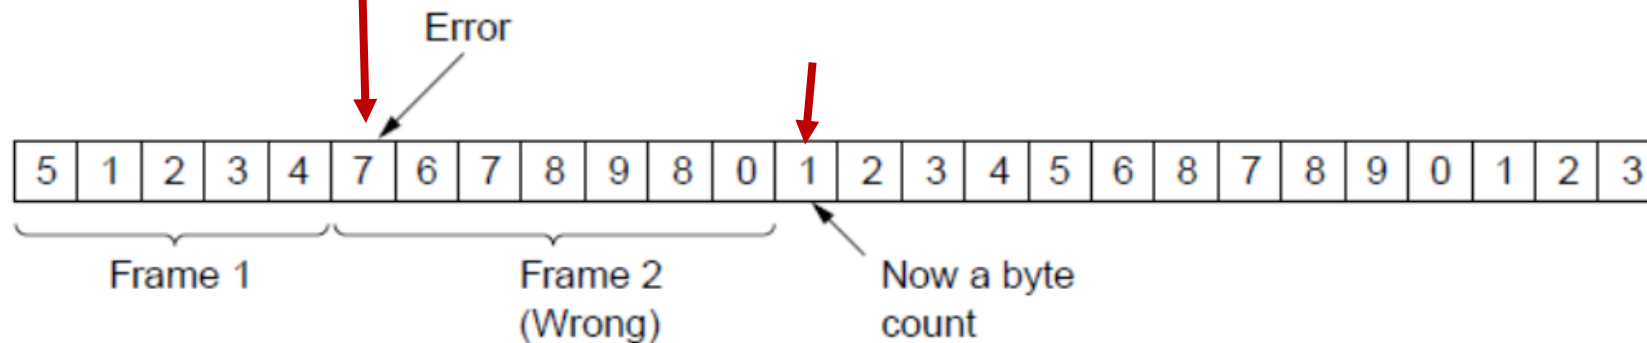 Error
5 1 2 3 4 7 6 7 8 9 8 0 1 2 3 4 5 6 8 7 8 9 0 1 2 3
Frame 1
Frame 2
(Wrong)
Now a byte
count